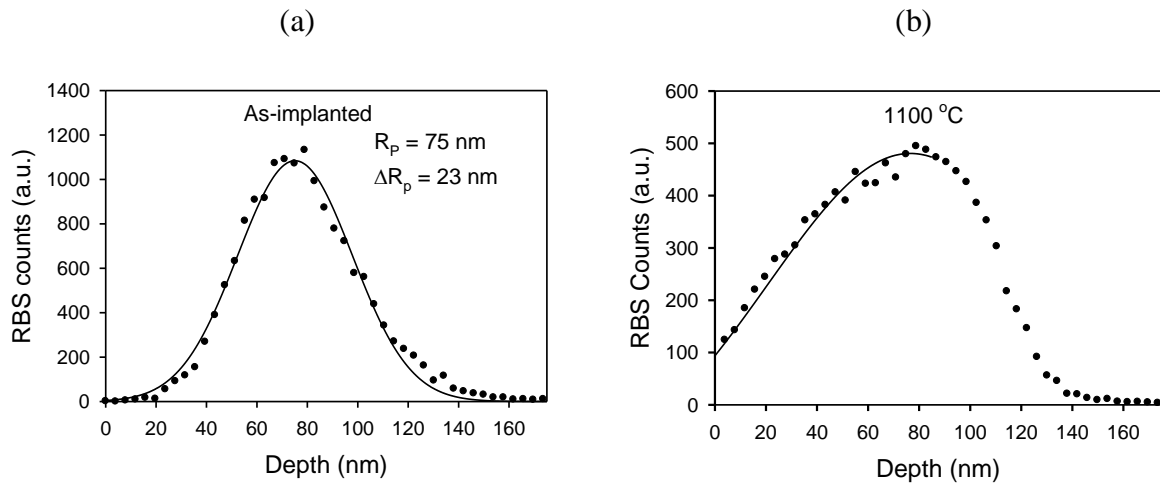 (a)
1400
1200
1000
800
600
400
200
0
0 20 40 60 80 100 120 140 160
RBS counts (a.u.)
Depth (nm)
As-implanted
R_P = 75 nm
ΔR_p = 23 nm
(b)
600
500
400
300
200
100
0
0 20 40 60 80 100 120 140 160
RBS Counts (a.u.)
Depth (nm)
1100 °C